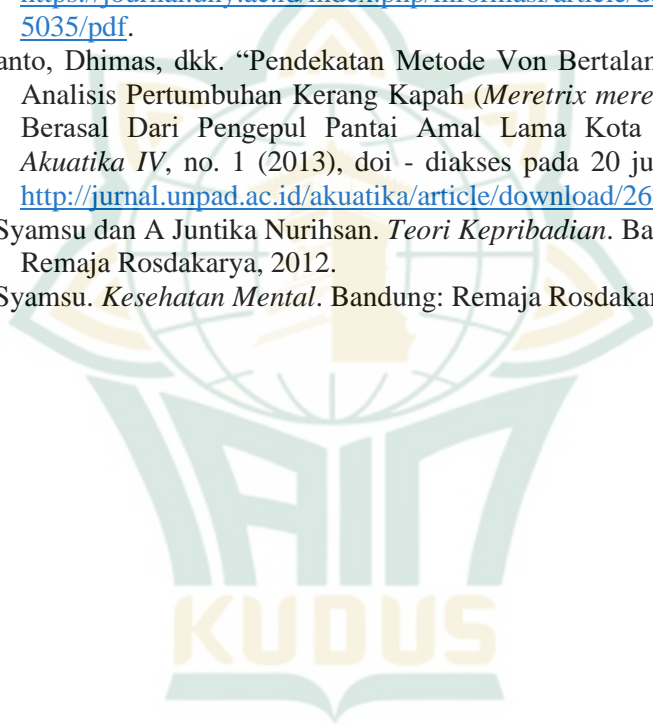 5035/pdf.
anto, Dhimas, dkk. “Pendekatan Metode Von Bertalan
Analisis Pertumbuhan Kerang Kapah (Meretrix mere
Berasal Dari Pengepul Pantai Amal Lama Kota
Akuatika IV, no. 1 (2013), doi - diakses pada 20 ju
http://jurnal.unpad.ac.id/akuatika/article/download/26
Syamsu dan A Juntika Nurihsan. Teori Kepribadian. Ba
Remaja Rosdakarya, 2012.
Syamsu. Kesehatan Mental. Bandung: Remaja Rosdakar
IAIN
KUDUS